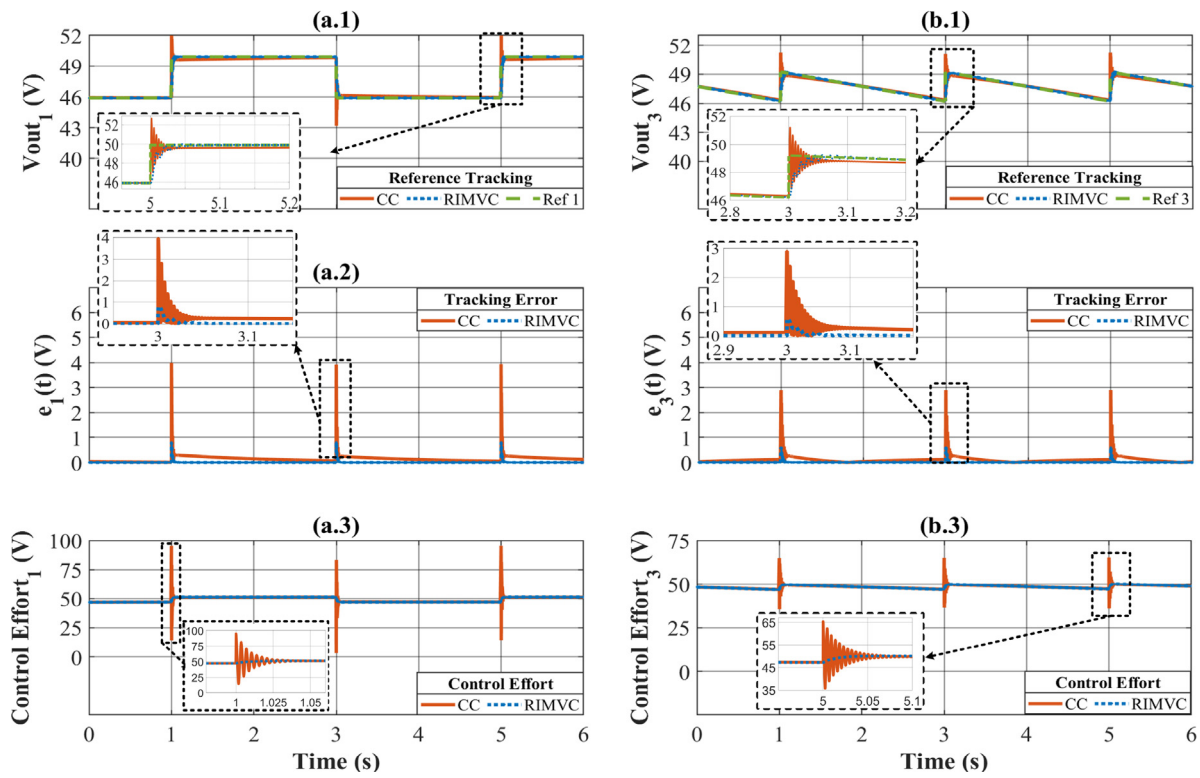 (a.1)
Vout1 (V)
52
49
46
43
40
52
50
48
46
5
5.1
5.2
Reference Tracking
CC RIMVC Ref 1
(a.2)
e1(t) (V)
6
5
4
3
2
1
0
4
3
2
1
0
3
3.1
Tracking Error
CC RIMVC
(a.3)
Control Effort1 (V)
100
75
50
25
0
100
75
50
25
0
1
1.025
1.05
Control Effort
CC RIMVC
0 1 2 3 4 5 6
Time (s)
(b.1)
Vout3 (V)
52
49
46
43
40
52
50
48
46
2.8
3
3.1
3.2
Reference Tracking
CC RIMVC Ref 3
e3(t) (V)
6
5
4
3
2
1
0
3
2
1
0
2.9
3
3.1
Tracking Error
CC RIMVC
(b.3)
Control Effort3 (V)
75
50
25
0
65
55
45
35
5
5.05
5.1
Control Effort
CC RIMVC
0 1 2 3 4 5 6
Time (s)